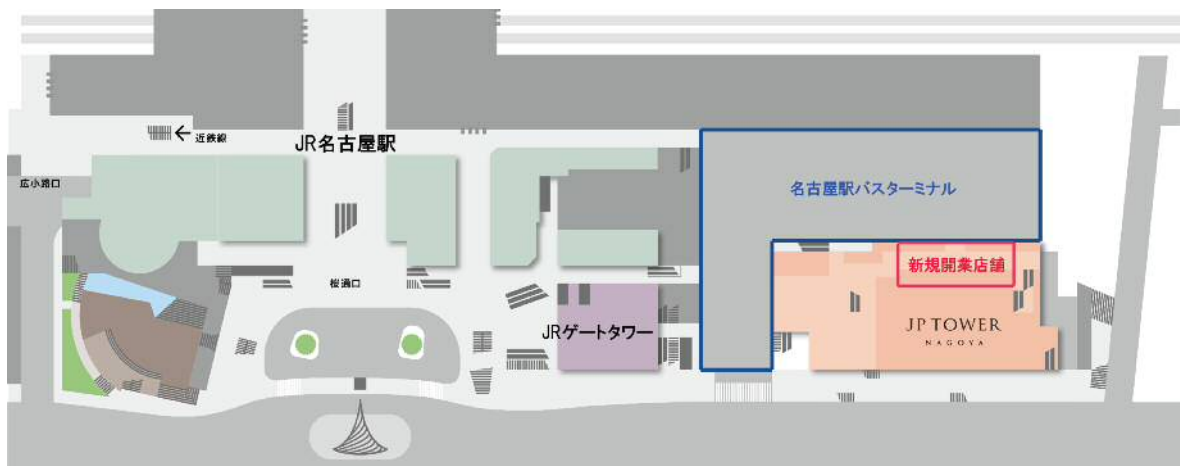 ← 近鉄線
JR名古屋駅
広小路口
名古屋駅バスターミナル
新規開業店舗
桜通口
JRゲートタワー
JP TOWER
NAGOYA